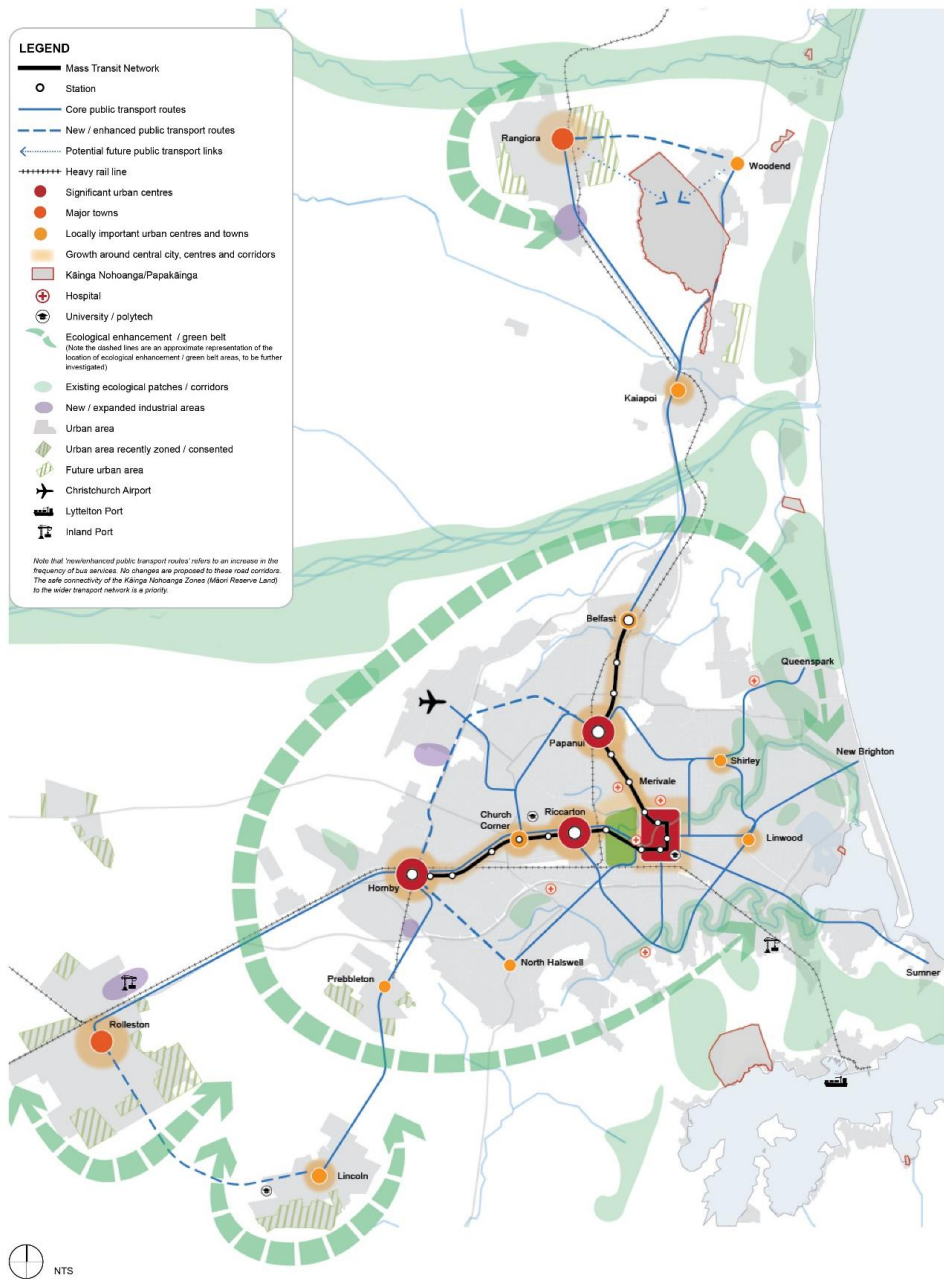 LEGEND
Mass Transit Network
Station
Core public transport routes
New / enhanced public transport routes
Potential future public transport links
Heavy rail line
Significant urban centres
Major towns
Locally important urban centres and towns
Growth around central city, centres and corridors
Kāinga Nohoanga/Papakāinga
Hospital
University / polytech
Ecological enhancement / green belt
(Note the dashed lines are an approximate representation of the
location of ecological enhancement / green belt areas, to be further
investigated)
Existing ecological patches / corridors
New / expanded industrial areas
Urban area
Urban area recently zoned / consented
Future urban area
Christchurch Airport
Lyttelton Port
Inland Port
Note that 'new/enhanced public transport routes' refers to an increase in the
frequency of bus services. No changes are proposed to these road corridors.
The safe connectivity of the Kāinga Nohoanga Zones (Māori Reserve Land)
to the wider transport network is a priority.
Rangiora
Woodend
Kaiapoi
Belfast
Queenspark
Papanui
New Brighton
Shirley
Merivale
Church
Corner
Riccarton
Linwood
Hornby
North Halswell
Sumner
Prebbleton
Rolleston
Lincoln
NTS